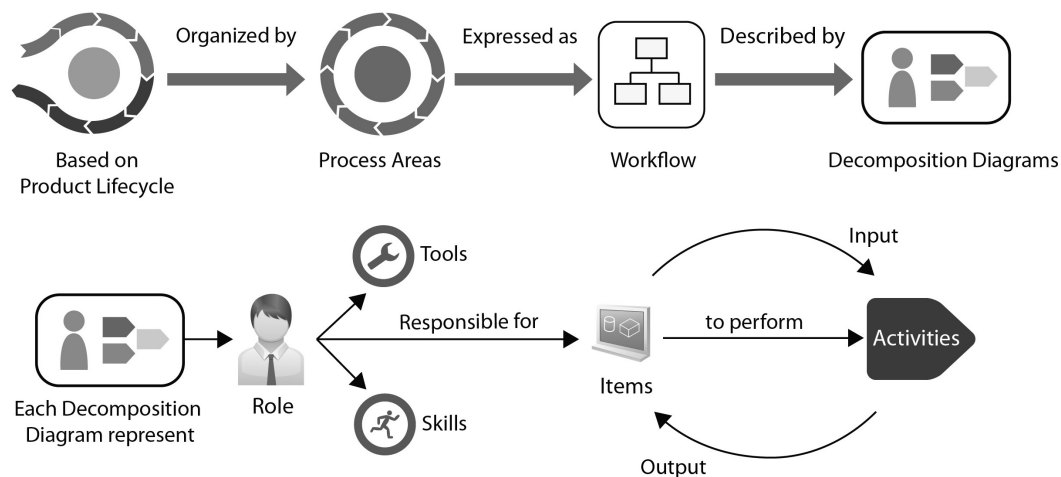 Organized by
Expressed as
Described by
Based on
Product Lifecycle
Process Areas
Workflow
Decomposition Diagrams
Tools
Input
Responsible for
to perform
Activities
Items
Each Decomposition
Diagram represent
Role
Skills
Output